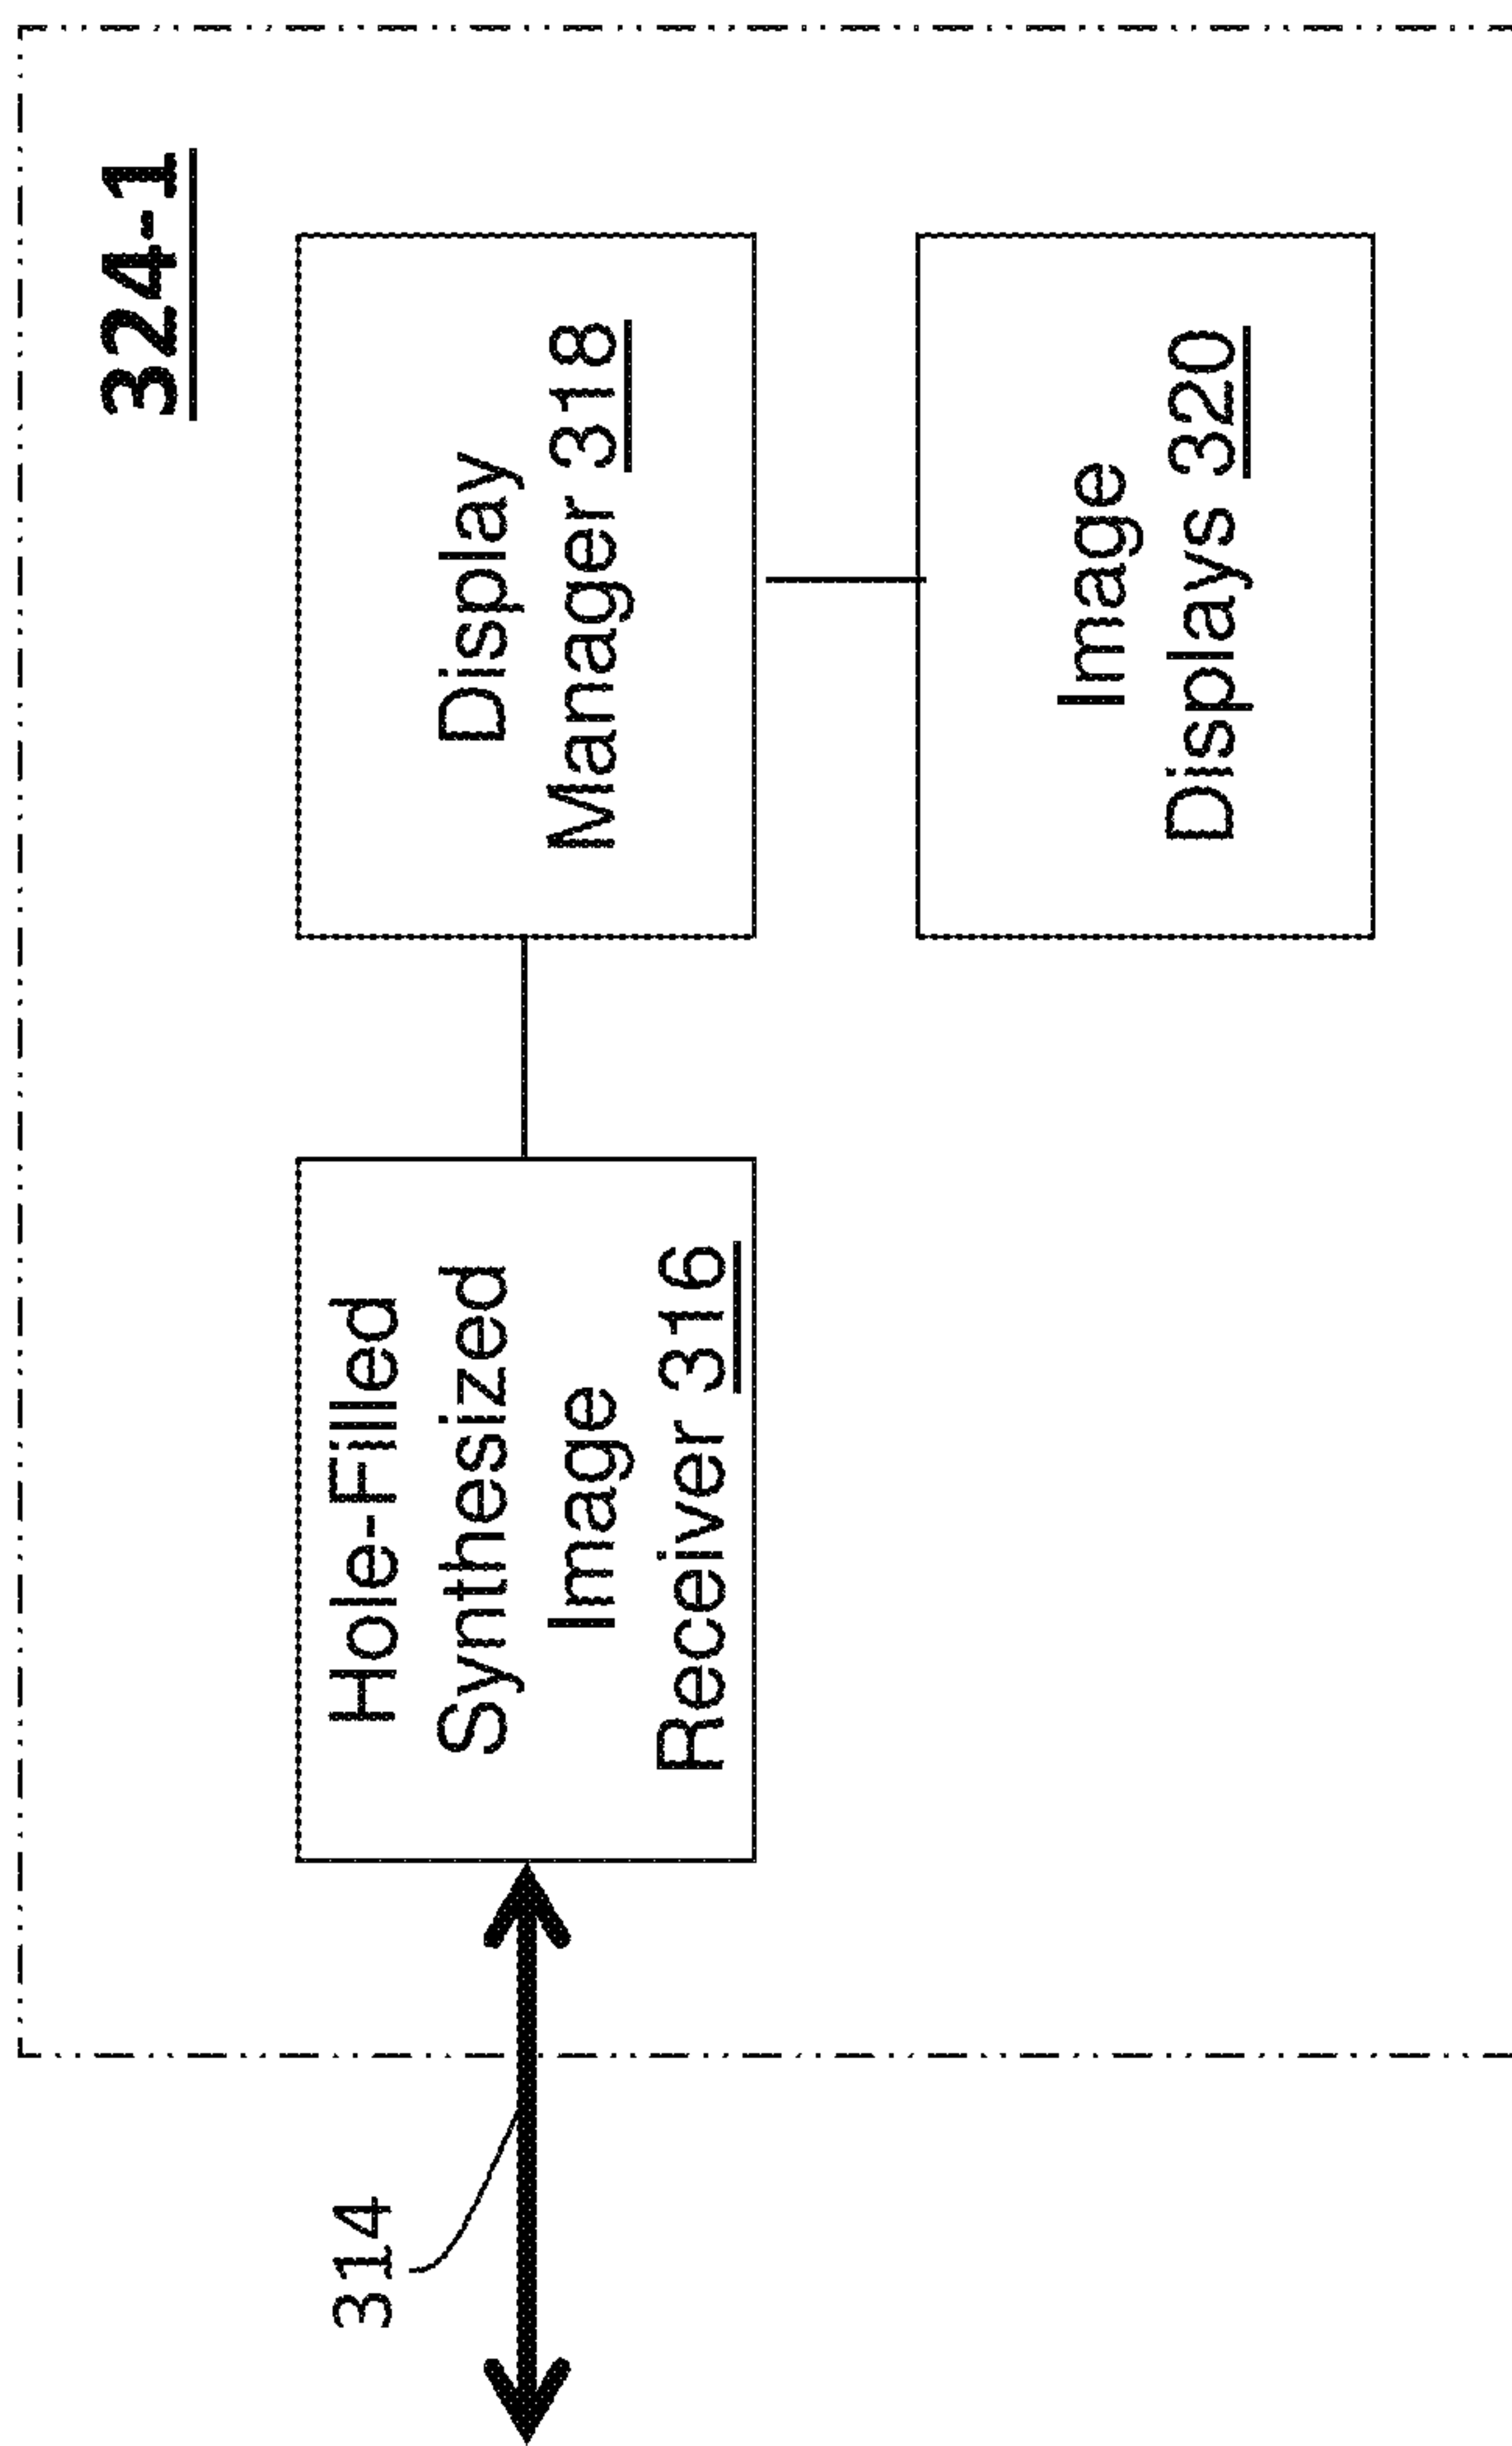 324-1
314
Hole-Filled
Synthesized
Image
Receiver 316
Display
Manager 318
Image
Displays 320